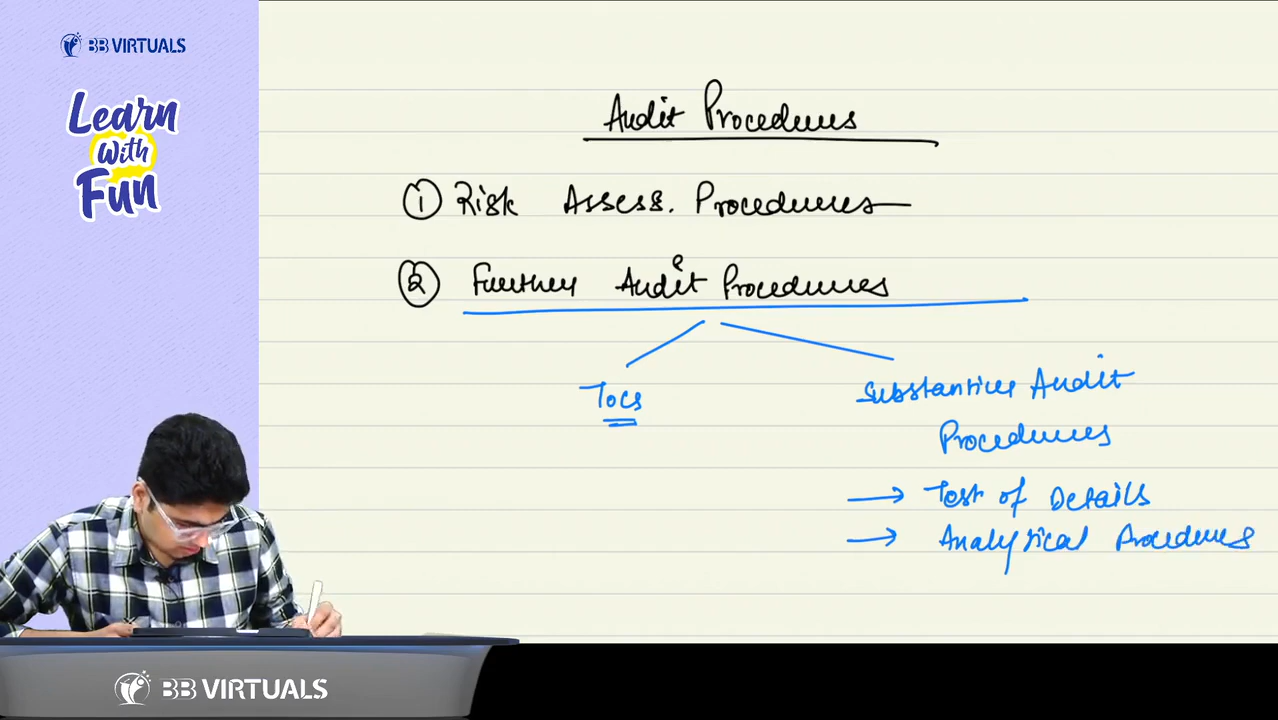 BB VIRTUALS
Learn
With
Fun
Audit Procedures
① Risk Assess. Procedures
② Further Audit Procedures
TOCs
Substantive Audit
Procedures
→ Test of Details
→ Analytical Procedures
BB VIRTUALS